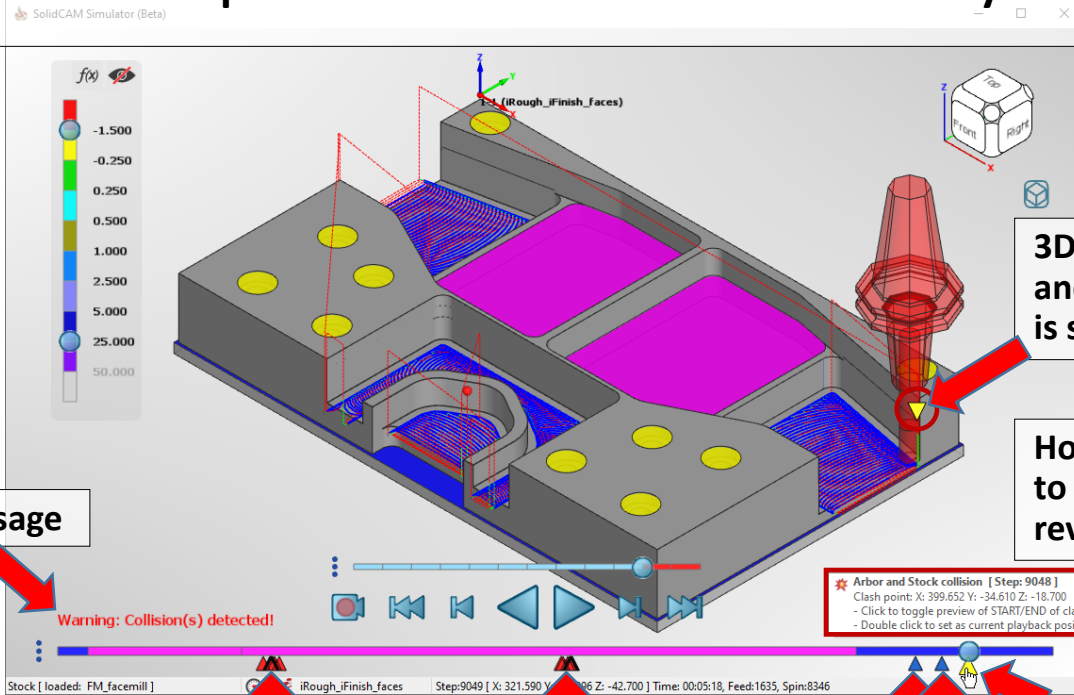 SolidCAM Simulator (Beta)
f(x)
-1.500
-0.250
0.250
0.500
1.000
2.500
5.000
25.000
50.000
Z
Y
X
(iRough_iFinish_faces)
Z
Top
Front
Right
X
3D
and
is s
Ho
to
rev
sage
Warning: Collision(s) detected!
Arbor and Stock collision [ Step: 9048 ]
Clash point: X: 399.652 Y: -34.610 Z: -18.700
- Click to toggle preview of START/END of cla
- Double click to set as current playback posi
Stock [ loaded: FM_facemill ] iRough_iFinish_faces Step:9049 [ X: 321.590 Z: -42.700 ] Time: 00:05:18, Feed:1635, Spin:8346